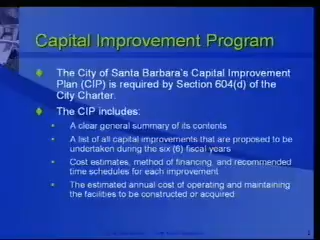 Capital Improvement Program
The City of Santa Barbara's Capital Improvement
Plan (CIP) is required by Section 604(d) of the
City Charter.
The CIP includes:
A clear general summary of its contents
A list of all capital improvements that are proposed to be
undertaken during the six (6) fiscal years
Cost estimates, method of financing, and recommended
time schedules for each improvement
The estimated annual cost of operating and maintaining
the facilities to be constructed or acquired